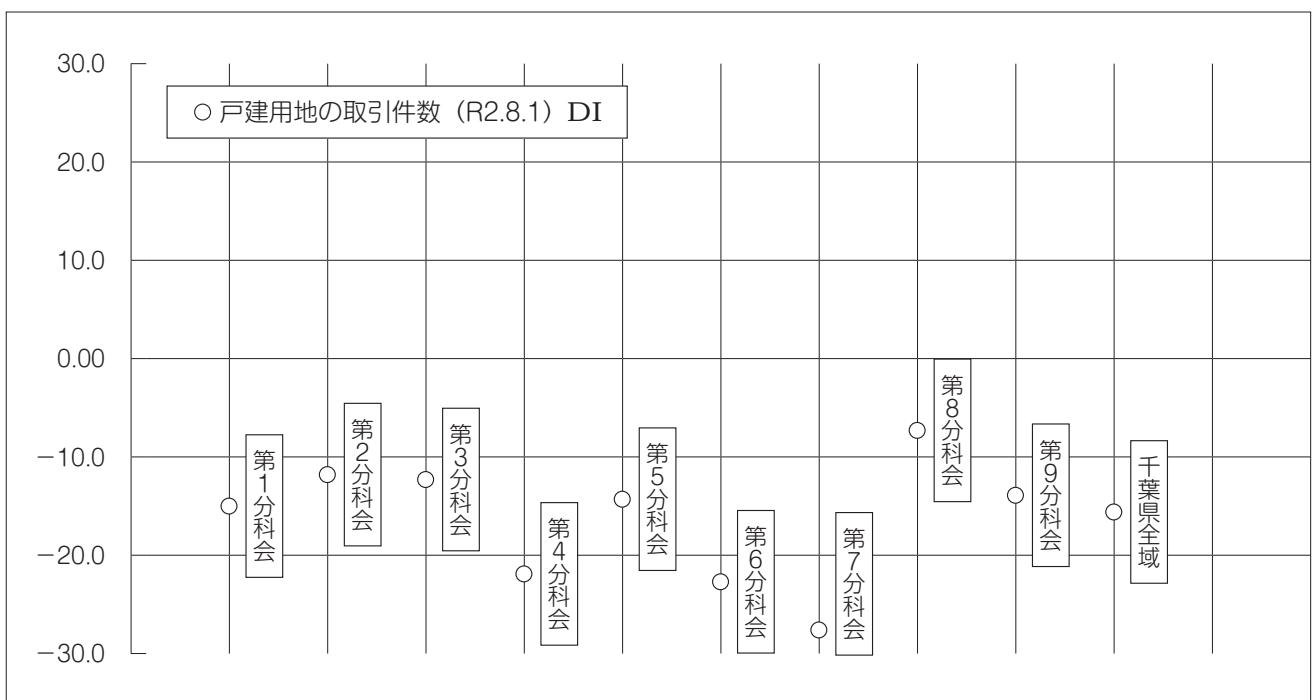 30.0
○ 戸建用地の取引件数（R2.8.1）DI
20.0
10.0
0.00
−10.0
−20.0
−30.0
第1分科会
第2分科会
第3分科会
第4分科会
第5分科会
第6分科会
第7分科会
第8分科会
第9分科会
千葉県全域